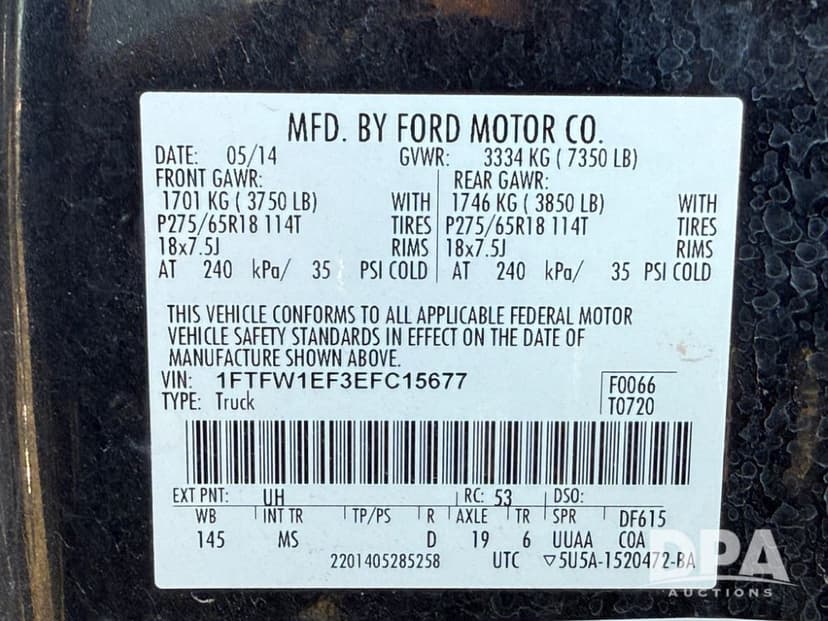 MFD. BY FORD MOTOR CO.
DATE: 05/14 GVWR: 3334 KG ( 7350 LB)
FRONT GAWR: REAR GAWR:
1701 KG ( 3750 LB) WITH 1746 KG ( 3850 LB) WITH
P275/65R18 114T TIRES P275/65R18 114T TIRES
18x7.5J RIMS 18x7.5J RIMS
AT 240 kPa/ 35 PSI COLD AT 240 kPa/ 35 PSI COLD
THIS VEHICLE CONFORMS TO ALL APPLICABLE FEDERAL MOTOR
VEHICLE SAFETY STANDARDS IN EFFECT ON THE DATE OF
MANUFACTURE SHOWN ABOVE.
VIN: 1FTFW1EF3EFC15677 F0066
TYPE: Truck T0720
EXT PNT: UH RC: 53 DSO:
WB INT TR TP/PS R AXLE TR SPR DF615
145 MS D 19 6 UUAA COA
2201405285258 UTC ▽5U5A-1520472-BA
DPA
AUCTIONS